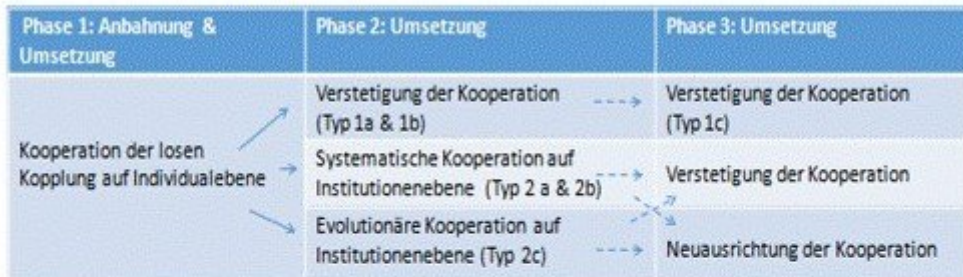 Phase 1: Anbahnung &
Umsetzung
Phase 2: Umsetzung
Phase 3: Umsetzung
Kooperation der losen
Kopplung auf Individualebene
Verstetigung der Kooperation
(Typ 1a & 1b)
Verstetigung der Kooperation
(Typ 1c)
Systematische Kooperation auf
Institutionenebene (Typ 2 a & 2b)
Verstetigung der Kooperation
Evolutionäre Kooperation auf
Institutionenebene (Typ 2c)
Neuausrichtung der Kooperation